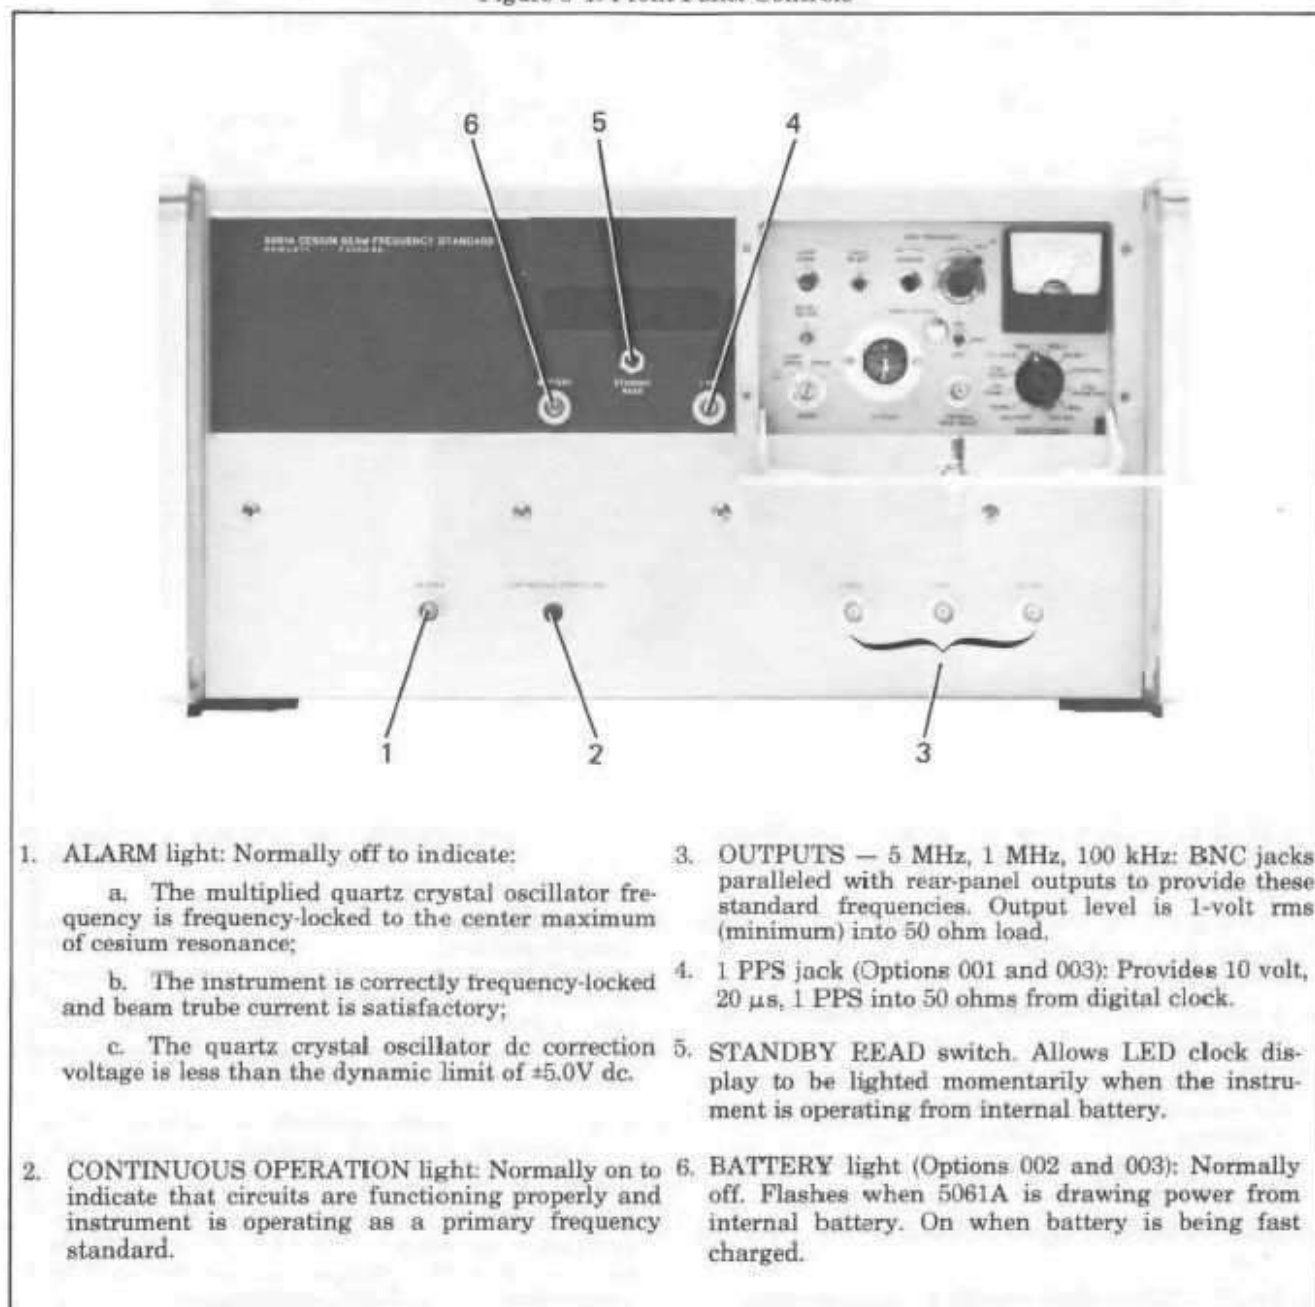 6
5
4
5061A CESIUM BEAM FREQUENCY STANDARD
BATTERY
STANDBY
READ
1
2
3
1. ALARM light: Normally off to indicate:
a. The multiplied quartz crystal oscillator fre-
quency is frequency-locked to the center maximum
of cesium resonance;
b. The instrument is correctly frequency-locked
and beam trube current is satisfactory;
c. The quartz crystal oscillator dc correction
voltage is less than the dynamic limit of ±5.0V dc.
2. CONTINUOUS OPERATION light: Normally on to
indicate that circuits are functioning properly and
instrument is operating as a primary frequency
standard.
3. OUTPUTS — 5 MHz, 1 MHz, 100 kHz: BNC jacks
paralleled with rear-panel outputs to provide these
standard frequencies. Output level is 1-volt rms
(minimum) into 50 ohm load.
4. 1 PPS jack (Options 001 and 003): Provides 10 volt,
20 μs, 1 PPS into 50 ohms from digital clock.
5. STANDBY READ switch. Allows LED clock dis-
play to be lighted momentarily when the instru-
ment is operating from internal battery.
6. BATTERY light (Options 002 and 003): Normally
off. Flashes when 5061A is drawing power from
internal battery. On when battery is being fast
charged.